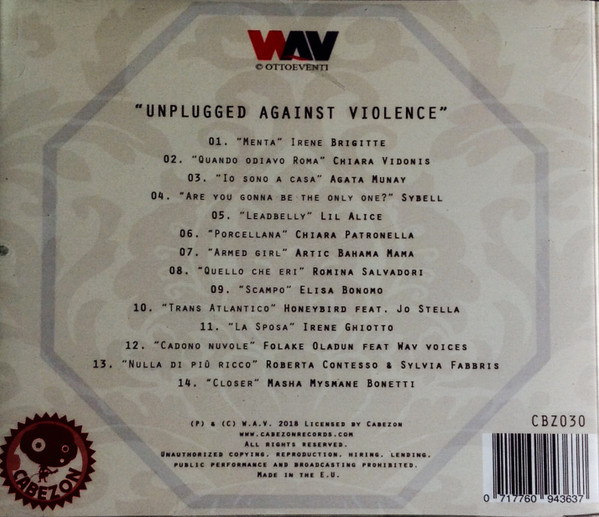 WAV
© OTTOEVENTI
"UNPLUGGED AGAINST VIOLENCE"
01. "MENTA" IRENE BRIGITTE
02. "QUANDO ODIAVO ROMA" CHIARA VIDONIS
03. "IO SONO A CASA" AGATA MUNAY
04. "ARE YOU GONNA BE THE ONLY ONE?" SYBELL
05. "LEADBELLY" LIL ALICE
06. "PORCELLANA" CHIARA PATRONELLA
07. "ARMED GIRL" ARTIC BAHAMA MAMA
08. "QUELLO CHE ERI" ROMINA SALVADORI
09. "SCAMPO" ELISA BONOMO
10. "TRANS ATLANTICO" HONEYBIRD FEAT. JO STELLA
11. "LA SPOSA" IRENE GHIOTTO
12. "CADONO NUVOLE" FOLAKE OLADUN FEAT WAV VOICES
13. "NULLA DI PIÙ RICCO" ROBERTA CONTESSO & SYLVIA FABBRIS
14. "CLOSER" MASHA MYSMANE BONETTI
(P) & (C) W.A.V. 2018 LICENSED BY CABEZON
WWW.CABEZONRECORDS.COM
ALL RIGHTS RESERVED.
UNAUTHORIZED COPYING, REPRODUCTION, HIRING, LENDING,
PUBLIC PERFORMANCE AND BROADCASTING PROHIBITED.
MADE IN THE E.U.
CABEZON
CBZ030
0 717760 943637